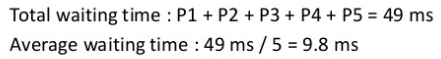 Total waiting time : P1 + P2 + P3 + P4 + P5 = 49 ms
Average waiting time : 49 ms / 5 = 9.8 ms